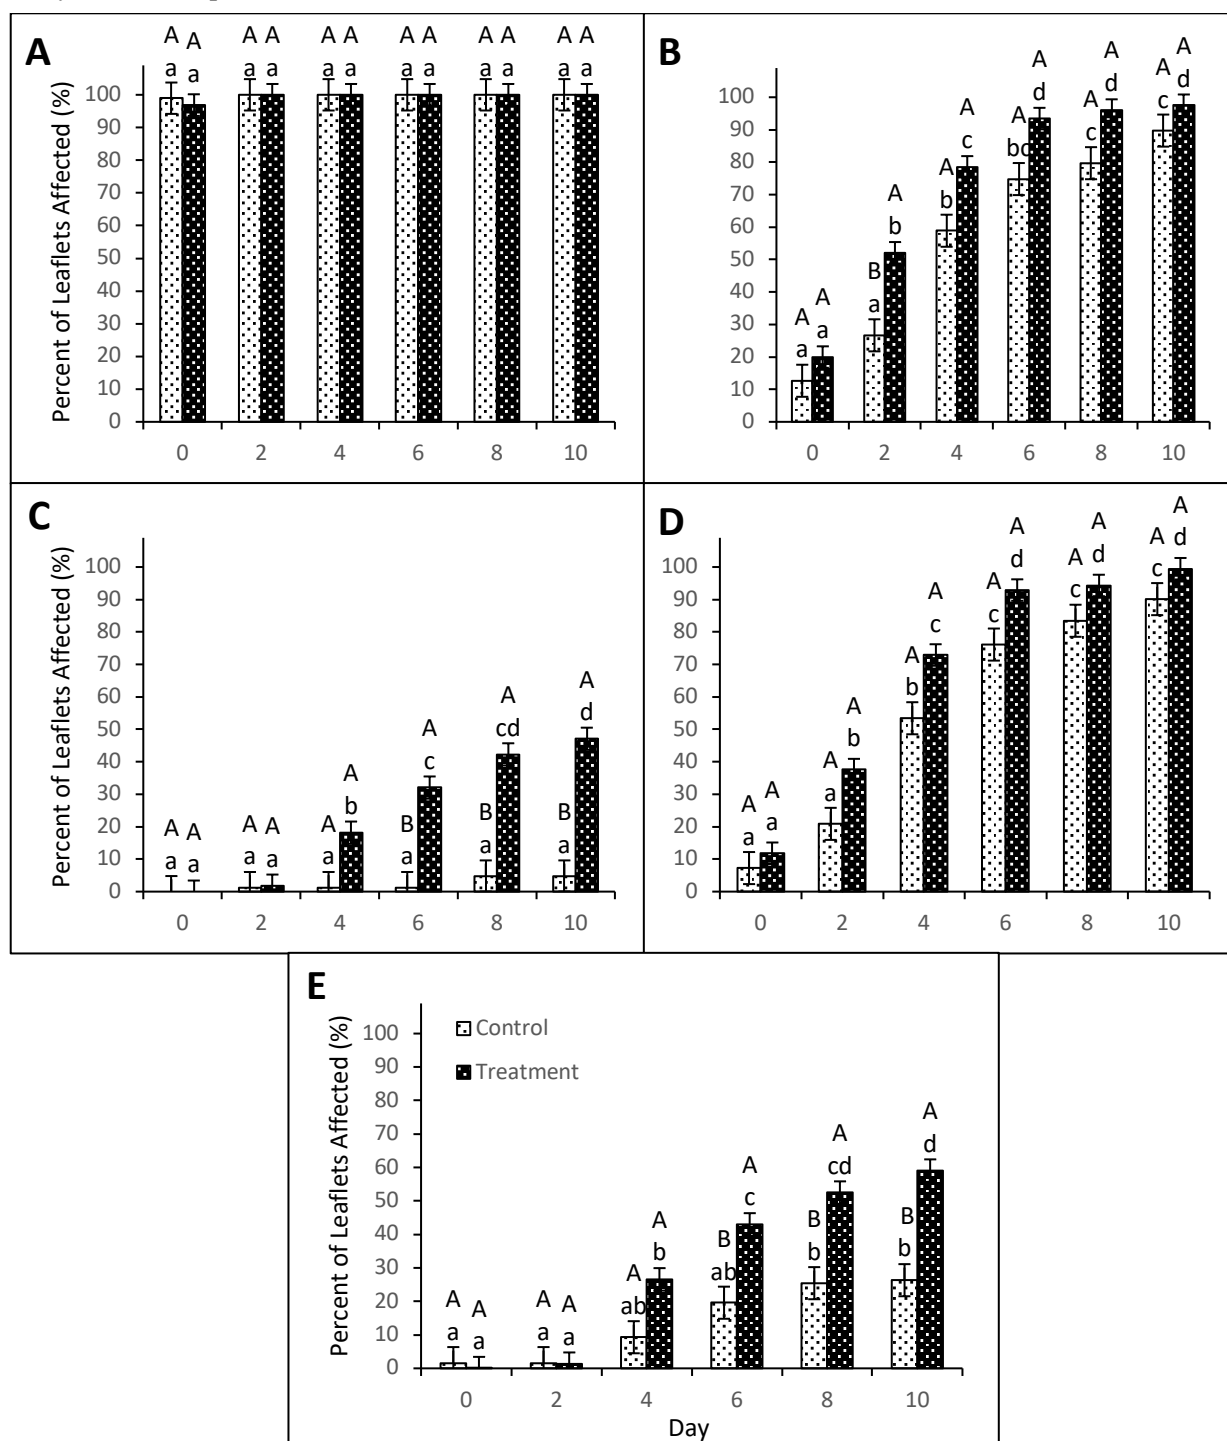 A
A A A A A A A A A A A A
a a a a a a a a a a a a
Percent of Leaflets Affected (%)
100
90
80
70
60
50
40
30
20
10
0
0 2 4 6 8 10
B
A A B A A A A A A A A A
a a a b b c bc d c d c d
100
90
80
70
60
50
40
30
20
10
0
0 2 4 6 8 10
C
A A A A A A B A B A B A
a a a a a b a c a cd a d
Percent of Leaflets Affected (%)
100
90
80
70
60
50
40
30
20
10
0
0 2 4 6 8 10
D
A A A A A A A A A A A A
a a a b b c c d c d c d
100
90
80
70
60
50
40
30
20
10
0
0 2 4 6 8 10
E
Control
Treatment
A A A A A A B A B A B A
a a a a ab b ab c b cd b d
Percent of Leaflets Affected (%)
100
90
80
70
60
50
40
30
20
10
0
0 2 4 6 8 10
Day